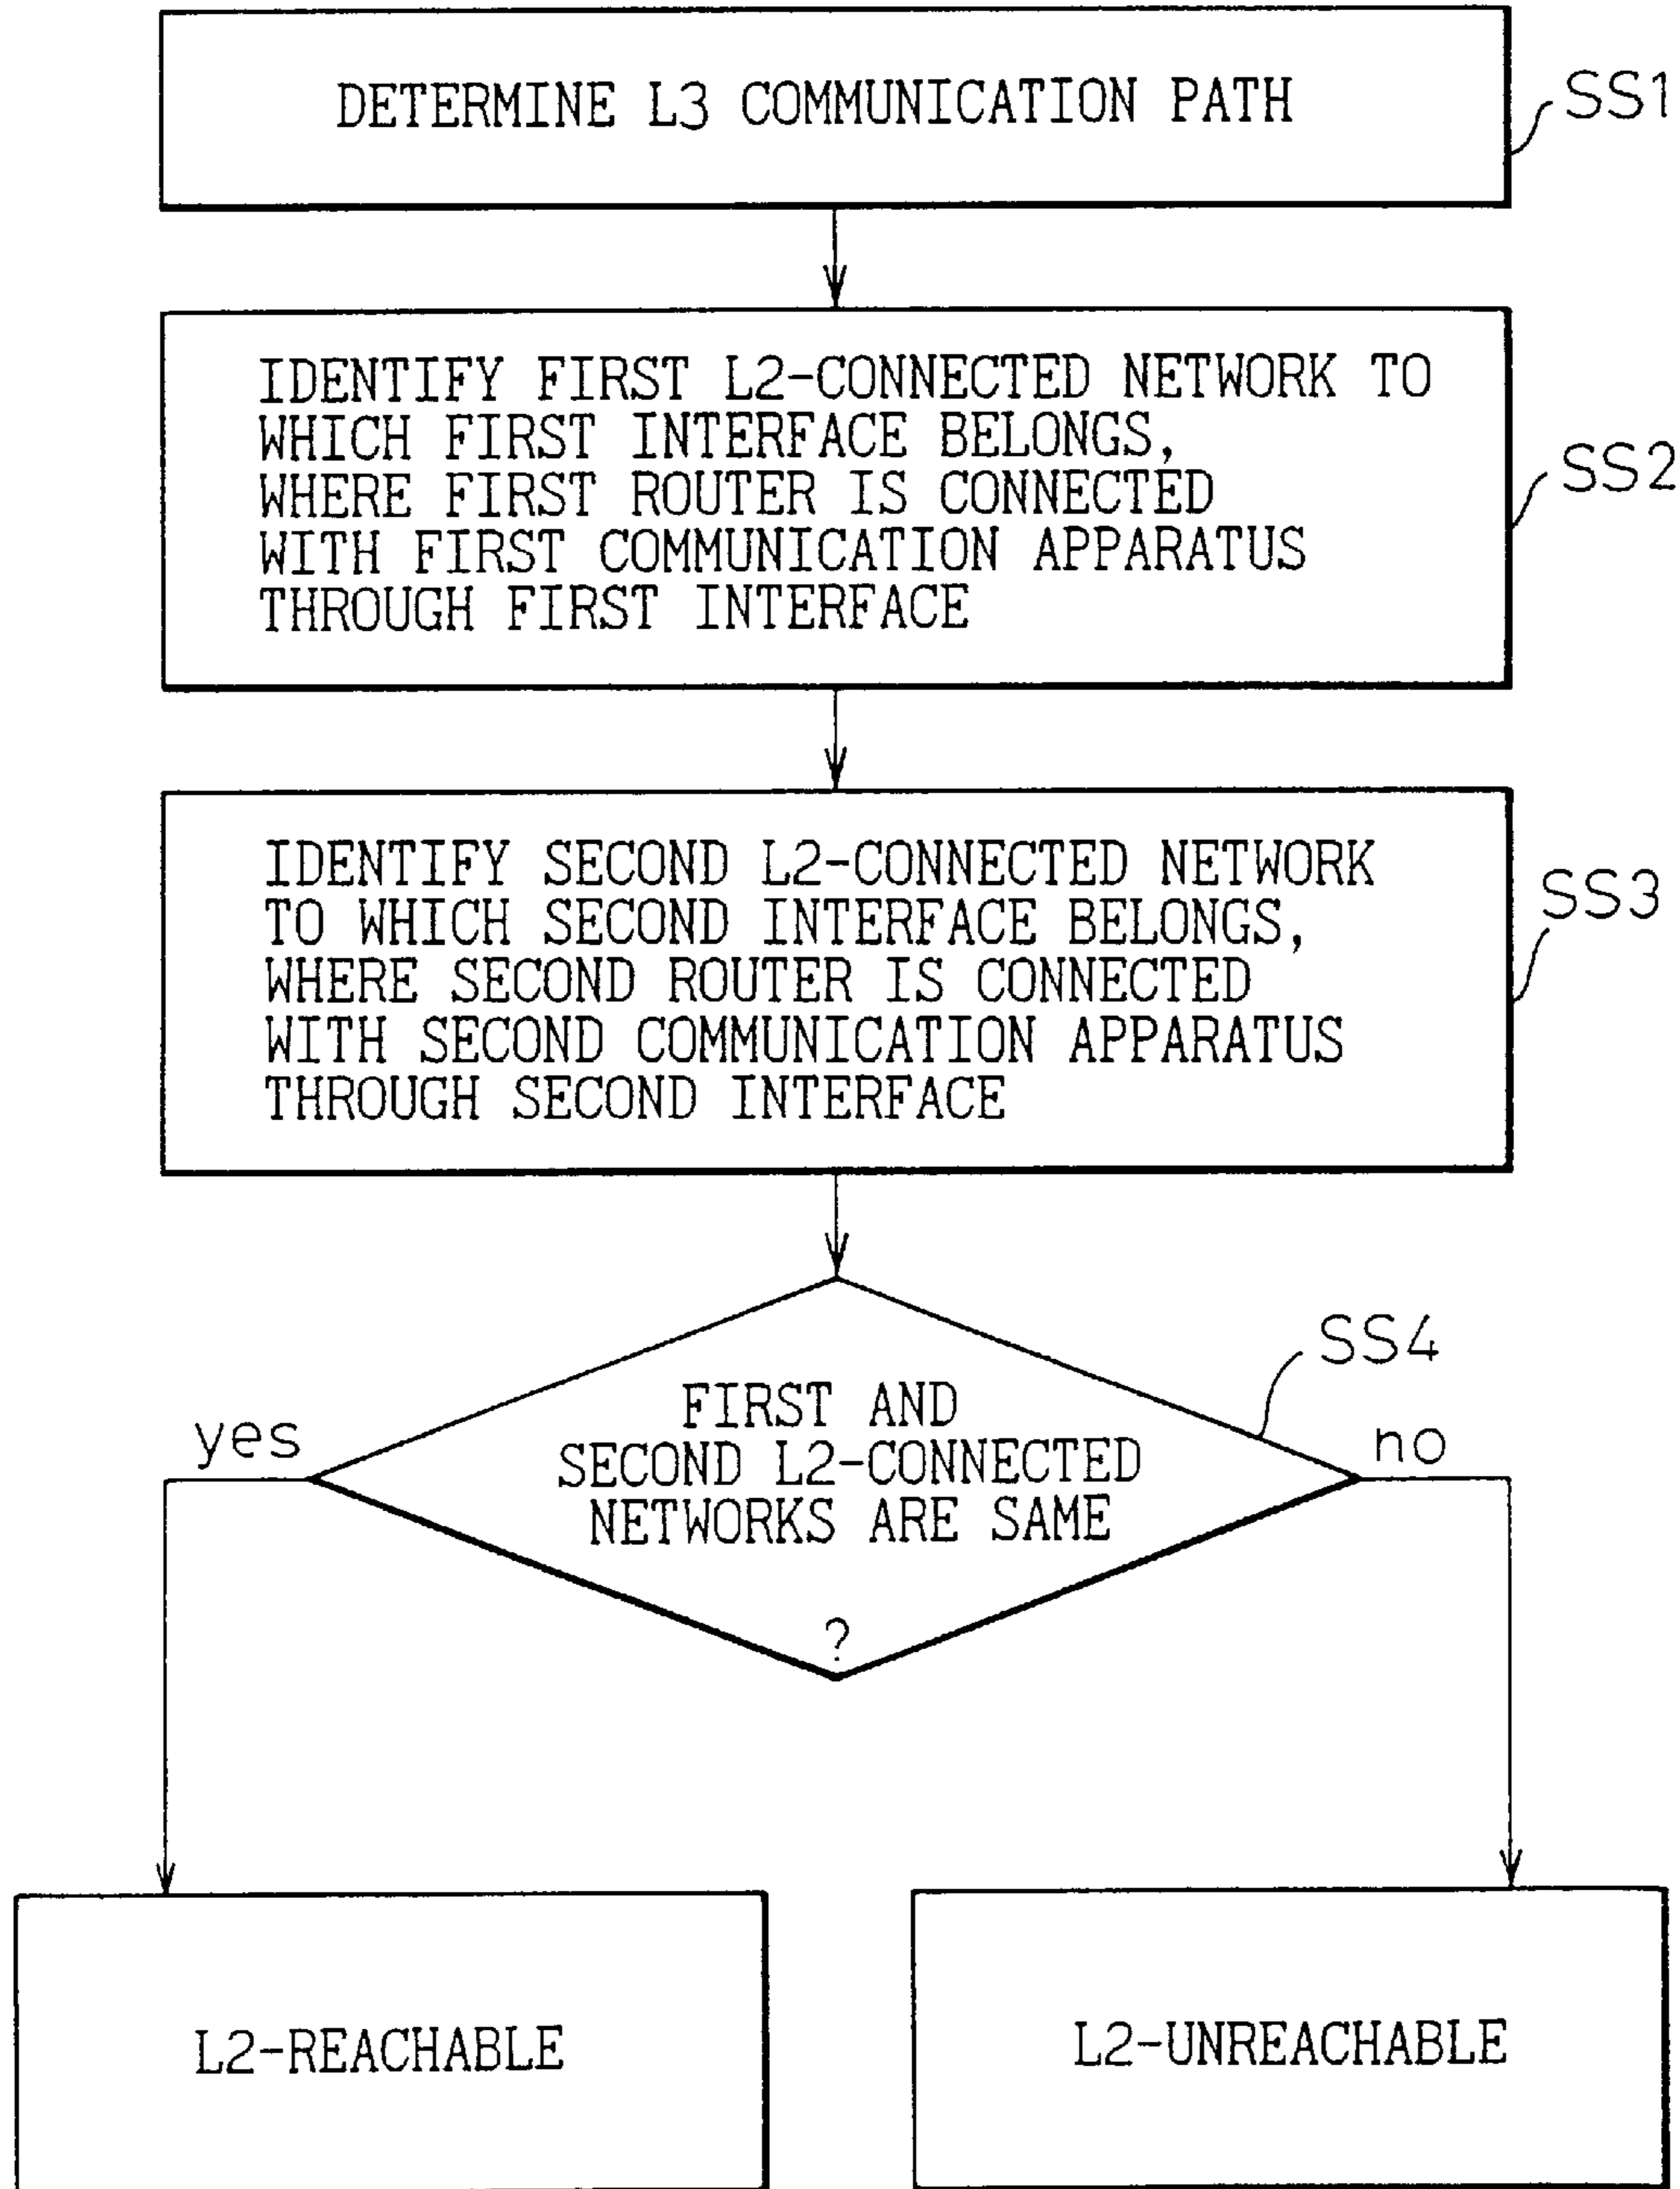 DETERMINE L3 COMMUNICATION PATH
SS1
IDENTIFY FIRST L2-CONNECTED NETWORK TO
WHICH FIRST INTERFACE BELONGS,
WHERE FIRST ROUTER IS CONNECTED
WITH FIRST COMMUNICATION APPARATUS
THROUGH FIRST INTERFACE
SS2
IDENTIFY SECOND L2-CONNECTED NETWORK
TO WHICH SECOND INTERFACE BELONGS,
WHERE SECOND ROUTER IS CONNECTED
WITH SECOND COMMUNICATION APPARATUS
THROUGH SECOND INTERFACE
SS3
SS4
FIRST AND
SECOND L2-CONNECTED
NETWORKS ARE SAME
?
yes
no
L2-REACHABLE
L2-UNREACHABLE